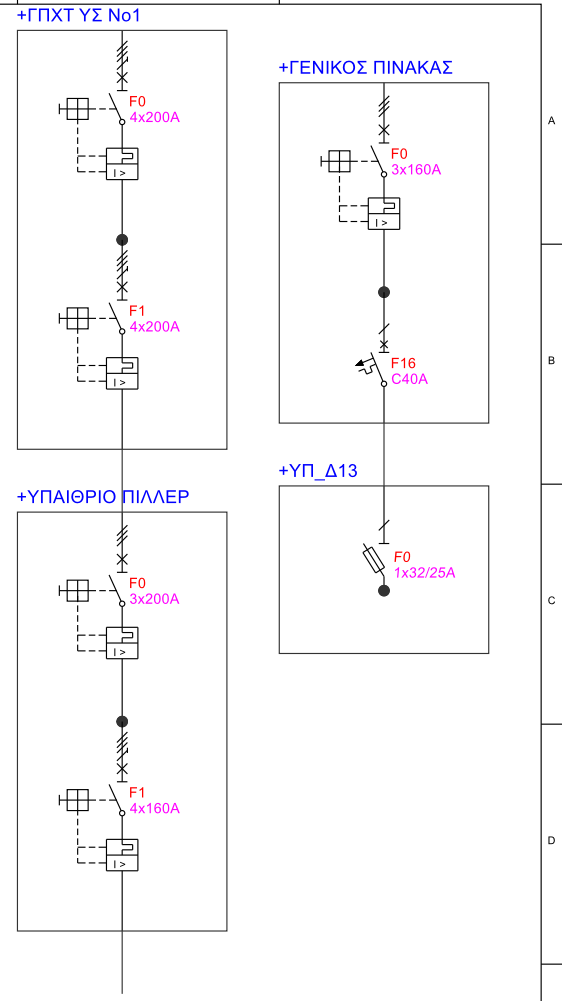 +ΓΠΧΤ ΥΣ Νο1
F0
4x200A
I >
F1
4x200A
I >
+ΥΠΑΙΘΡΙΟ ΠΙΛΛΕΡ
F0
3x200A
I >
F1
4x160A
I >
+ΓΕΝΙΚΟΣ ΠΙΝΑΚΑΣ
F0
3x160A
I >
F16
C40A
+ΥΠ_Δ13
F0
1x32/25A
A
B
C
D